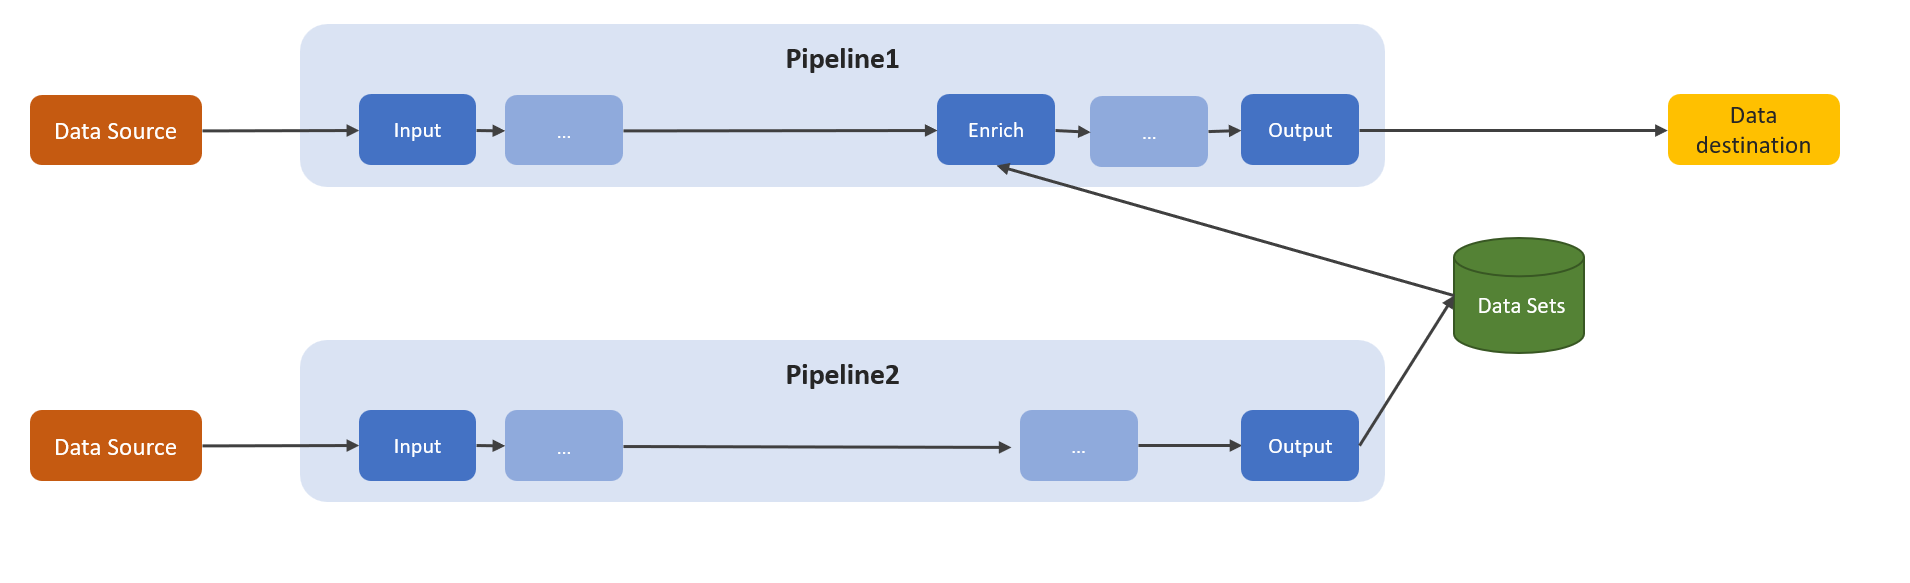 Pipeline1
Data Source
Input
...
Enrich
...
Output
Data
destination
Data Sets
Pipeline2
Data Source
Input
...
...
Output